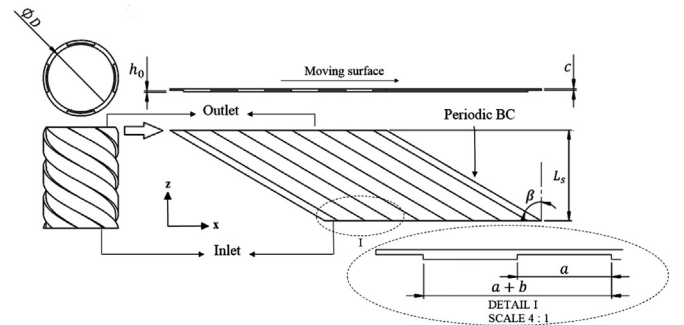 ØD
h₀
Moving surface
c
Outlet
Periodic BC
z
x
Lₛ
β
I
Inlet
a
a + b
DETAIL I
SCALE 4 : 1